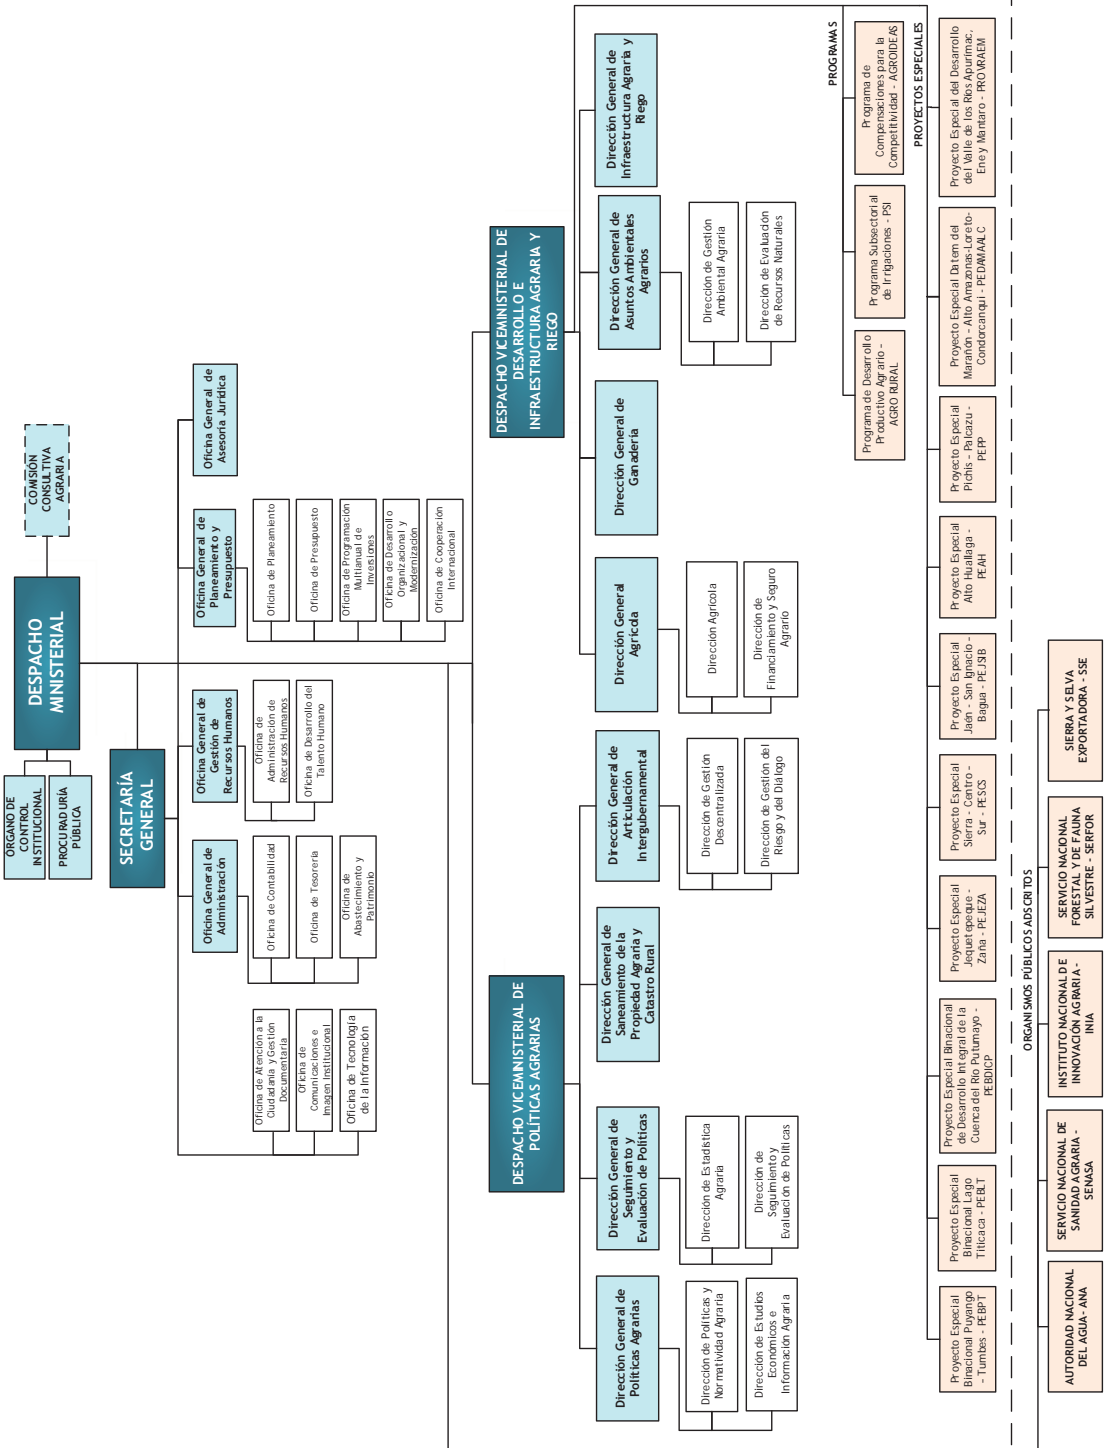 COMISIÓN
CONSULTIVA
AGRARIA
DESPACHO
MINISTERIAL
ÓRGANO DE
CONTROL
INSTITUCIONAL
PROCURADURÍA
PÚBLICA
SECRETARÍA
GENERAL
Oficina General de
Administración
Oficina General de
Gestión de
Recursos Humanos
Oficina General de
Planeamiento y
Presupuesto
Oficina General de
Asesoría Jurídica
Oficina de Atención a la
Ciudadanía y Gestión
Documentaria
Oficina de
Comunicaciones e
Imagen Institucional
Oficina de Tecnología
de la Información
Oficina de Contabilidad
Oficina de Tesorería
Oficina de
Abastecimiento y
Patrimonio
Oficina de
Administración de
Recursos Humanos
Oficina de Desarrollo del
Talento Humano
Oficina de Planeamiento
Oficina de Presupuesto
Oficina de Programación
Multianual de
Inversiones
Oficina de Desarrollo
Organizacional y
Modernización
Oficina de Cooperación
Internacional
DESPACHO VICEMINISTERIAL DE
POLÍTICAS AGRARIAS
DESPACHO VICEMINISTERIAL DE
DESARROLLO E
INFRAESTRUCTURA AGRARIA Y
RIEGO
Dirección General de
Políticas Agrarias
Dirección General de
Seguimiento y
Evaluación de Políticas
Dirección General de
Saneamiento de la
Propiedad Agraria y
Catastro Rural
Dirección General de
Articulación
Intergubernamental
Dirección General
Agrícola
Dirección General de
Ganadería
Dirección General de
Asuntos Ambientales
Agrarios
Dirección General de
Infraestructura Agraria y
Riego
Dirección de Políticas y
Normatividad Agraria
Dirección de Estudios
Económicos e
Información Agraria
Dirección de Estadística
Agraria
Dirección de
Seguimiento y
Evaluación de Políticas
Dirección de Gestión
Descentralizada
Dirección de Gestión del
Riesgo y del Diálogo
Dirección Agrícola
Dirección de
Financiamiento y Seguro
Agrario
Dirección de Gestión
Ambiental Agraria
Dirección de Evaluación
de Recursos Naturales
PROGRAMAS
Programa de Desarrollo
Productivo Agrario -
AGRO RURAL
Programa Subsectorial
de Irrigaciones - PSI
Programa de
Compensaciones para la
Competitividad - AGROIDEAS
PROYECTOS ESPECIALES
Proyecto Especial
Binacional Puyango
- Tumbes - PEBPT
Proyecto Especial
Binacional Lago
Titicaca - PEBLT
Proyecto Especial Binacional
de Desarrollo Integral de la
Cuenca del Río Putumayo -
PEBDICP
Proyecto Especial
Jequetepeque -
Zaña - PEJEZA
Proyecto Especial
Sierra - Centro -
Sur - PESCS
Proyecto Especial
Jaén - San Ignacio -
Bagua - PEJSIB
Proyecto Especial
Alto Huallaga -
PEAH
Proyecto Especial
Pichis - Palcazu -
PEPP
Proyecto Especial Datem del
Marañón - Alto Amazonas-Loreto-
Condorcanqui - PEDAMAALC
Proyecto Especial del Desarrollo
del Valle de los Ríos Apurímac,
Ene y Mantaro - PROVRAEM
ORGANISMOS PÚBLICOS ADSCRITOS
AUTORIDAD NACIONAL
DEL AGUA- ANA
SERVICIO NACIONAL DE
SANIDAD AGRARIA -
SENASA
INSTITUTO NACIONAL DE
INNOVACIÓN AGRARIA -
INIA
SERVICIO NACIONAL
FORESTAL Y DE FAUNA
SILVESTRE - SERFOR
SIERRA Y SELVA
EXPORTADORA - SSE